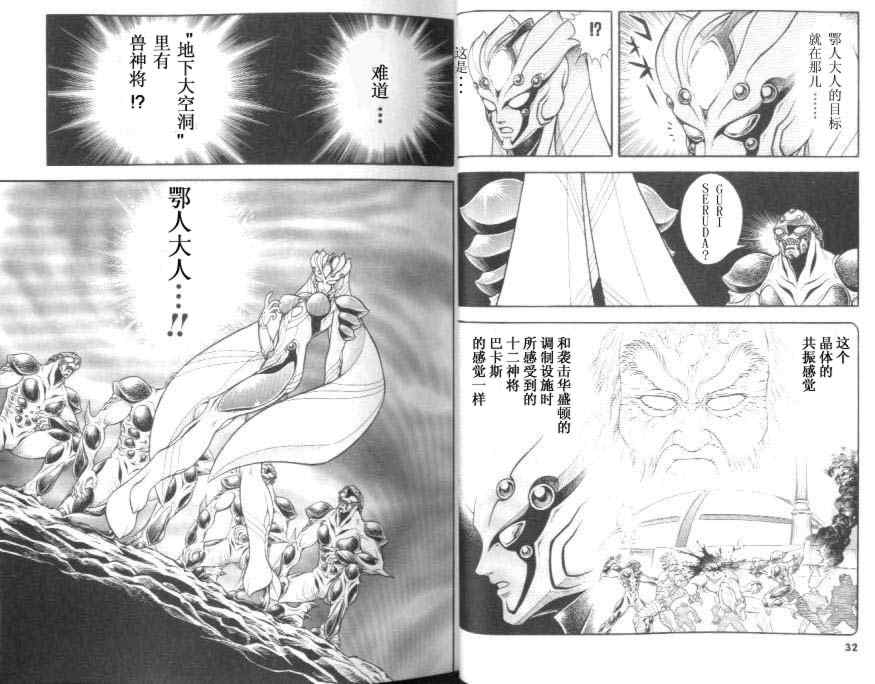 鄂人大人的目标
就在那儿……
!?
这是…
GURI
SERUDA?
这个
晶体的
共振感觉
和袭击华盛顿的
调制设施时
所感受到的
十二神将
巴卡斯
的感觉一样
32
难道…
"地下大空洞"
里有
兽神将!?
鄂人大人…!!